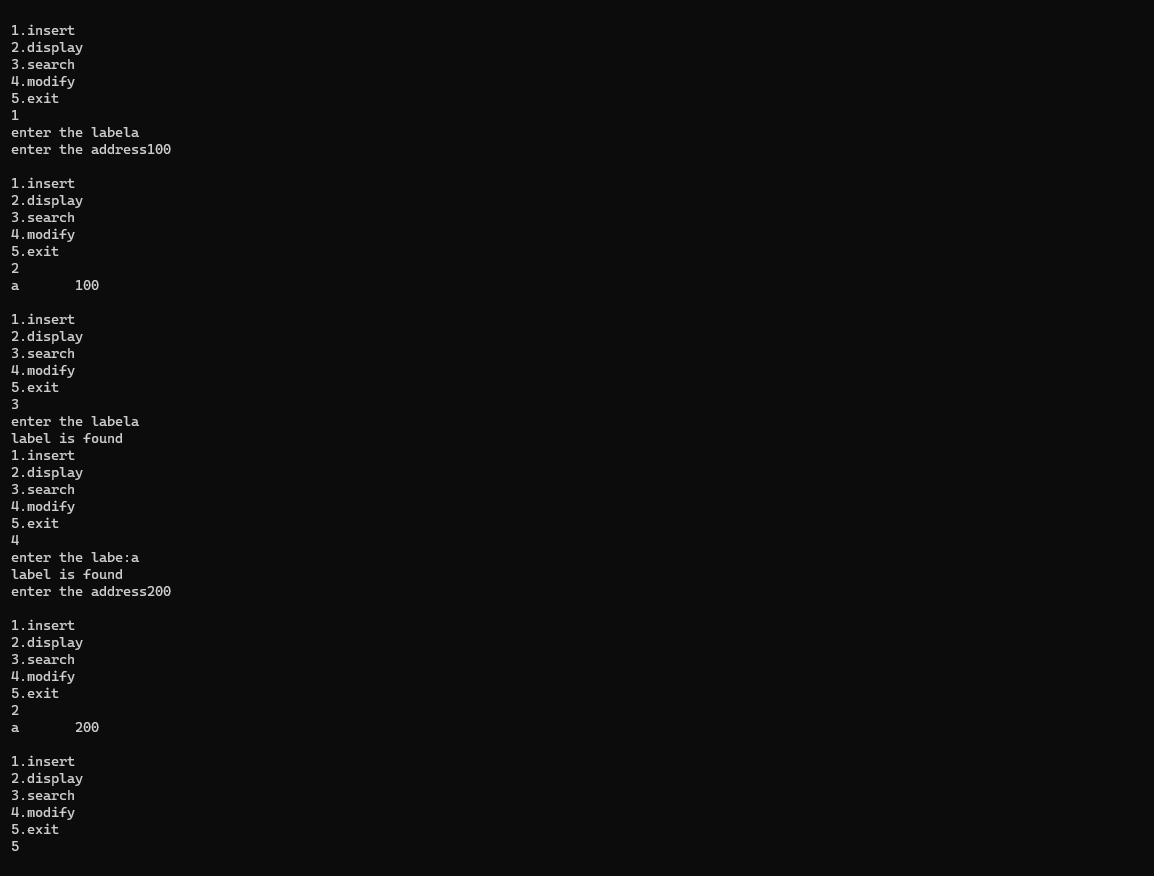 1.insert
2.display
3.search
4.modify
5.exit
1
enter the labela
enter the address100
1.insert
2.display
3.search
4.modify
5.exit
2
a 100
1.insert
2.display
3.search
4.modify
5.exit
3
enter the labela
label is found
1.insert
2.display
3.search
4.modify
5.exit
4
enter the labe:a
label is found
enter the address200
1.insert
2.display
3.search
4.modify
5.exit
2
a 200
1.insert
2.display
3.search
4.modify
5.exit
5